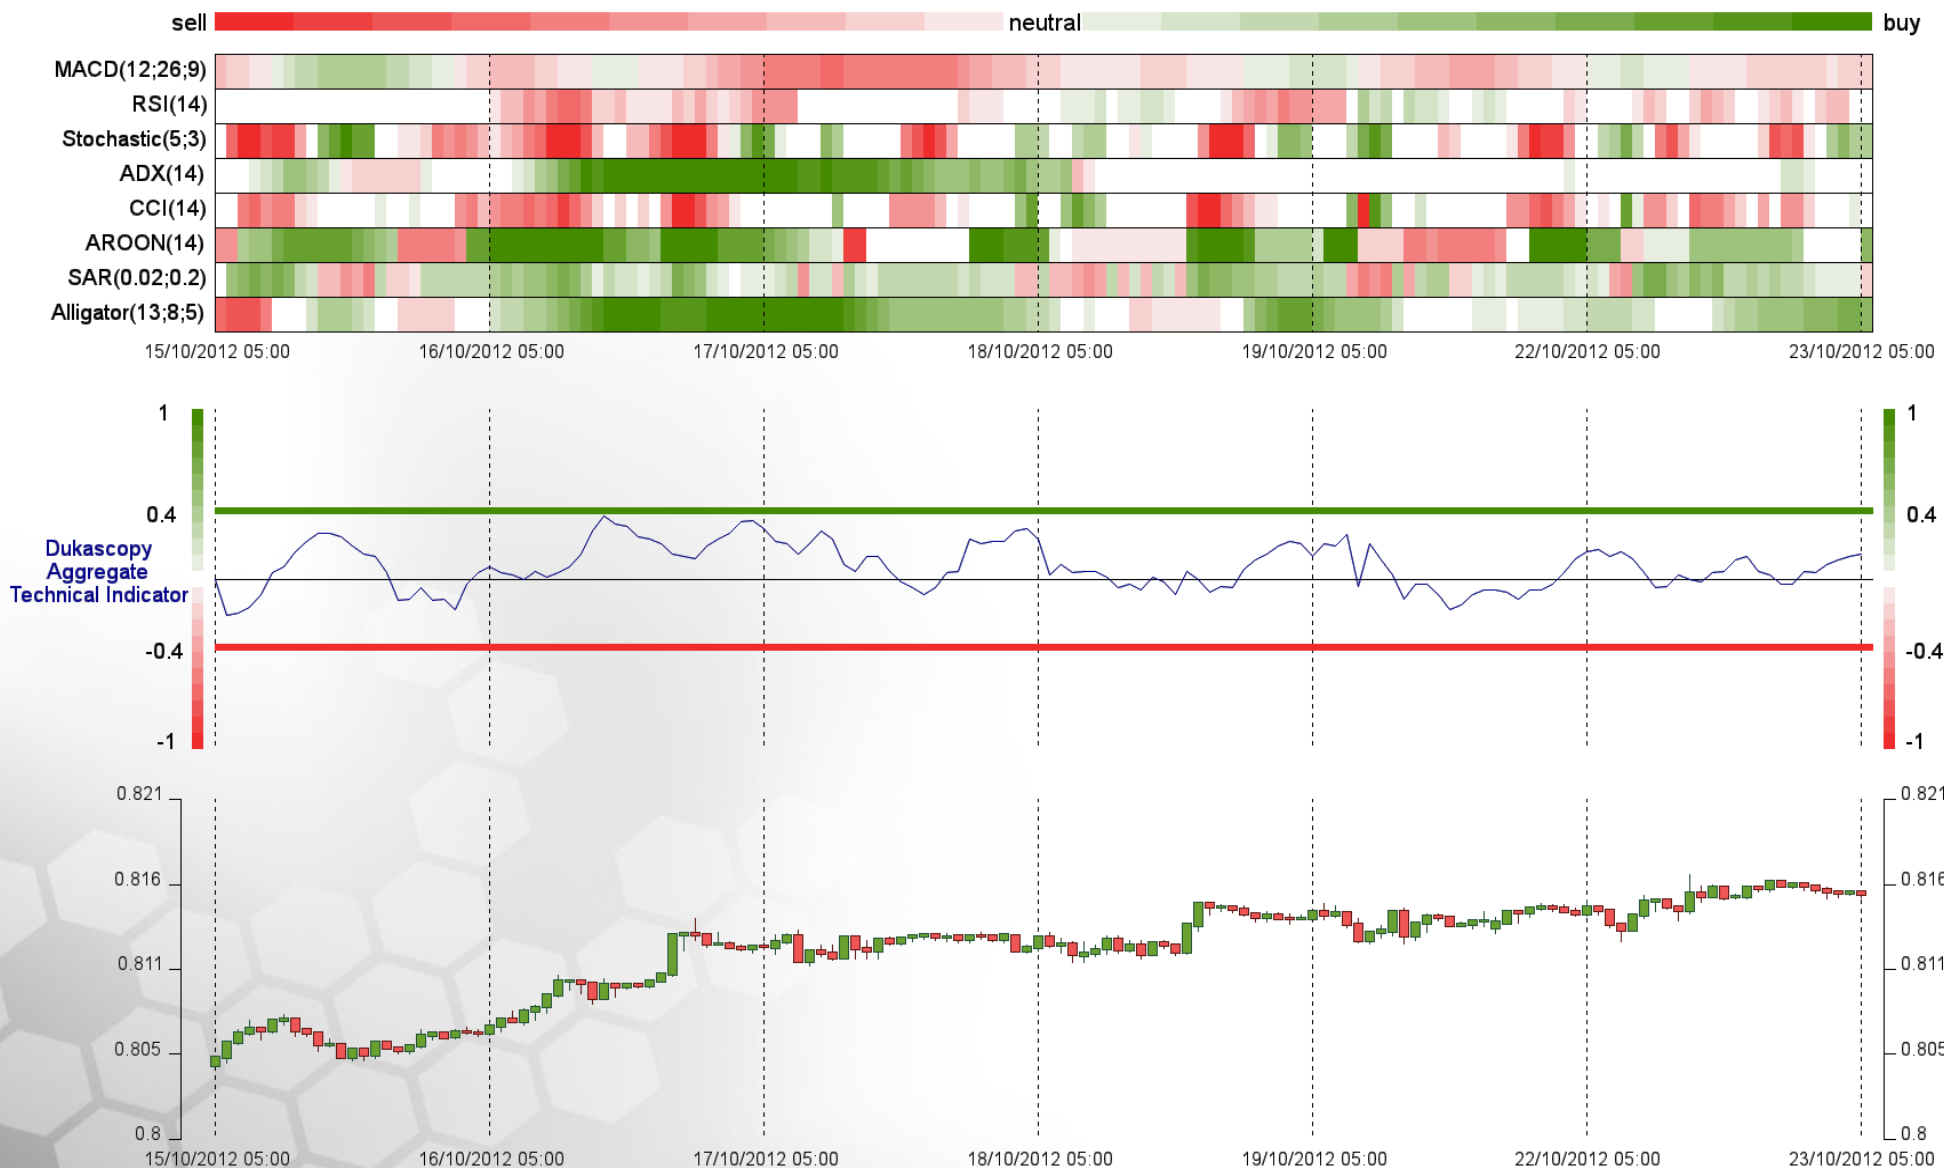 sell neutral buy
MACD(12;26;9)
RSI(14)
Stochastic(5;3)
ADX(14)
CCI(14)
AROON(14)
SAR(0.02;0.2)
Alligator(13;8;5)
15/10/2012 05:00 16/10/2012 05:00 17/10/2012 05:00 18/10/2012 05:00 19/10/2012 05:00 22/10/2012 05:00 23/10/2012 05:00
1 1
0.4 0.4
Dukascopy
Aggregate
Technical Indicator
-0.4 -0.4
-1 -1
0.821 0.821
0.816 0.816
0.811 0.811
0.805 0.805
0.8 0.8
15/10/2012 05:00 16/10/2012 05:00 17/10/2012 05:00 18/10/2012 05:00 19/10/2012 05:00 22/10/2012 05:00 23/10/2012 05:00